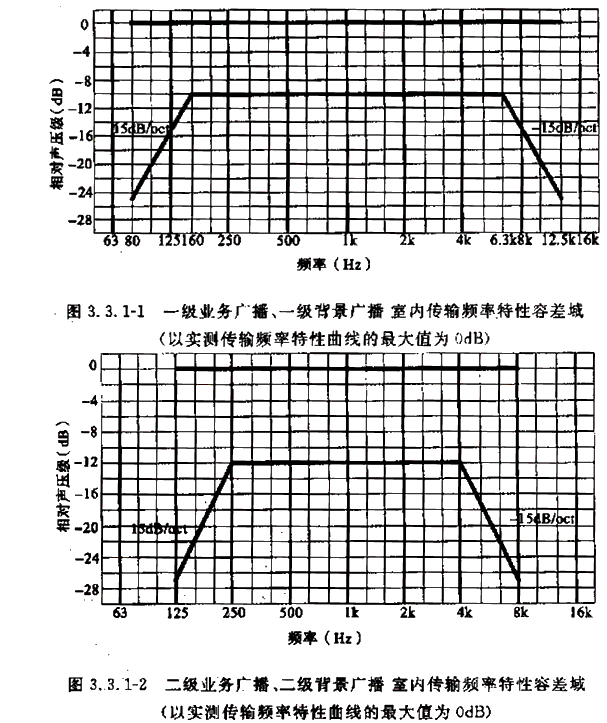 0
-4
-8
-12
-16
-20
-24
-28
相对声压级(dB)
15dB/oct
-15dB/oct
63 80 125 160 250 500 1k 2k 4k 6.3k 8k 12.5k 16k
频率(Hz)
图 3.3.1-1 一级业务广播、一级背景广播 室内传输频率特性容差域
(以实测传输频率特性曲线的最大值为 0dB)
0
-4
-8
-12
-16
-20
-24
-28
相对声压级(dB)
15dB/oct
-15dB/oct
63 125 250 500 1k 2k 4k 8k 16k
频率(Hz)
图 3.3.1-2 二级业务广播、二级背景广播 室内传输频率特性容差域
(以实测传输频率特性曲线的最大值为 0dB)